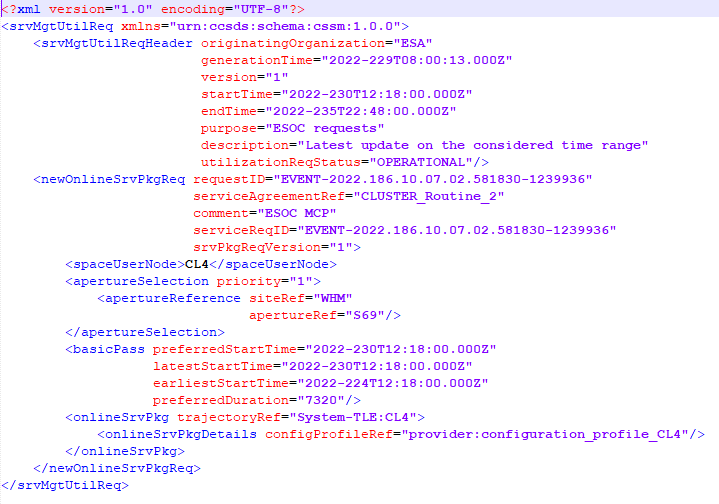 <?xml version="1.0" encoding="UTF-8"?>
<srvMgtUtilReq xmlns="urn:ccsds:schema:cssm:1.0.0">
<srvMgtUtilReqHeader originatingOrganization="ESA"
generationTime="2022-229T08:00:13.000Z"
version="1"
startTime="2022-230T12:18:00.000Z"
endTime="2022-235T22:48:00.000Z"
purpose="ESOC requests"
description="Latest update on the considered time range"
utilizationReqStatus="OPERATIONAL"/>
<newOnlineSrvPkgReq requestID="EVENT-2022.186.10.07.02.581830-1239936"
serviceAgreementRef="CLUSTER_Routine_2"
comment="ESOC MCP"
serviceReqID="EVENT-2022.186.10.07.02.581830-1239936"
srvPkgReqVersion="1">
<spaceUserNode>CL4</spaceUserNode>
<apertureSelection priority="1">
<apertureReference siteRef="WHM"
apertureRef="S69"/>
</apertureSelection>
<basicPass preferredStartTime="2022-230T12:18:00.000Z"
latestStartTime="2022-230T12:18:00.000Z"
earliestStartTime="2022-224T12:18:00.000Z"
preferredDuration="7320"/>
<onlineSrvPkg trajectoryRef="System-TLE:CL4">
<onlineSrvPkgDetails configProfileRef="provider:configuration_profile_CL4"/>
</onlineSrvPkg>
</newOnlineSrvPkgReq>
</srvMgtUtilReq>